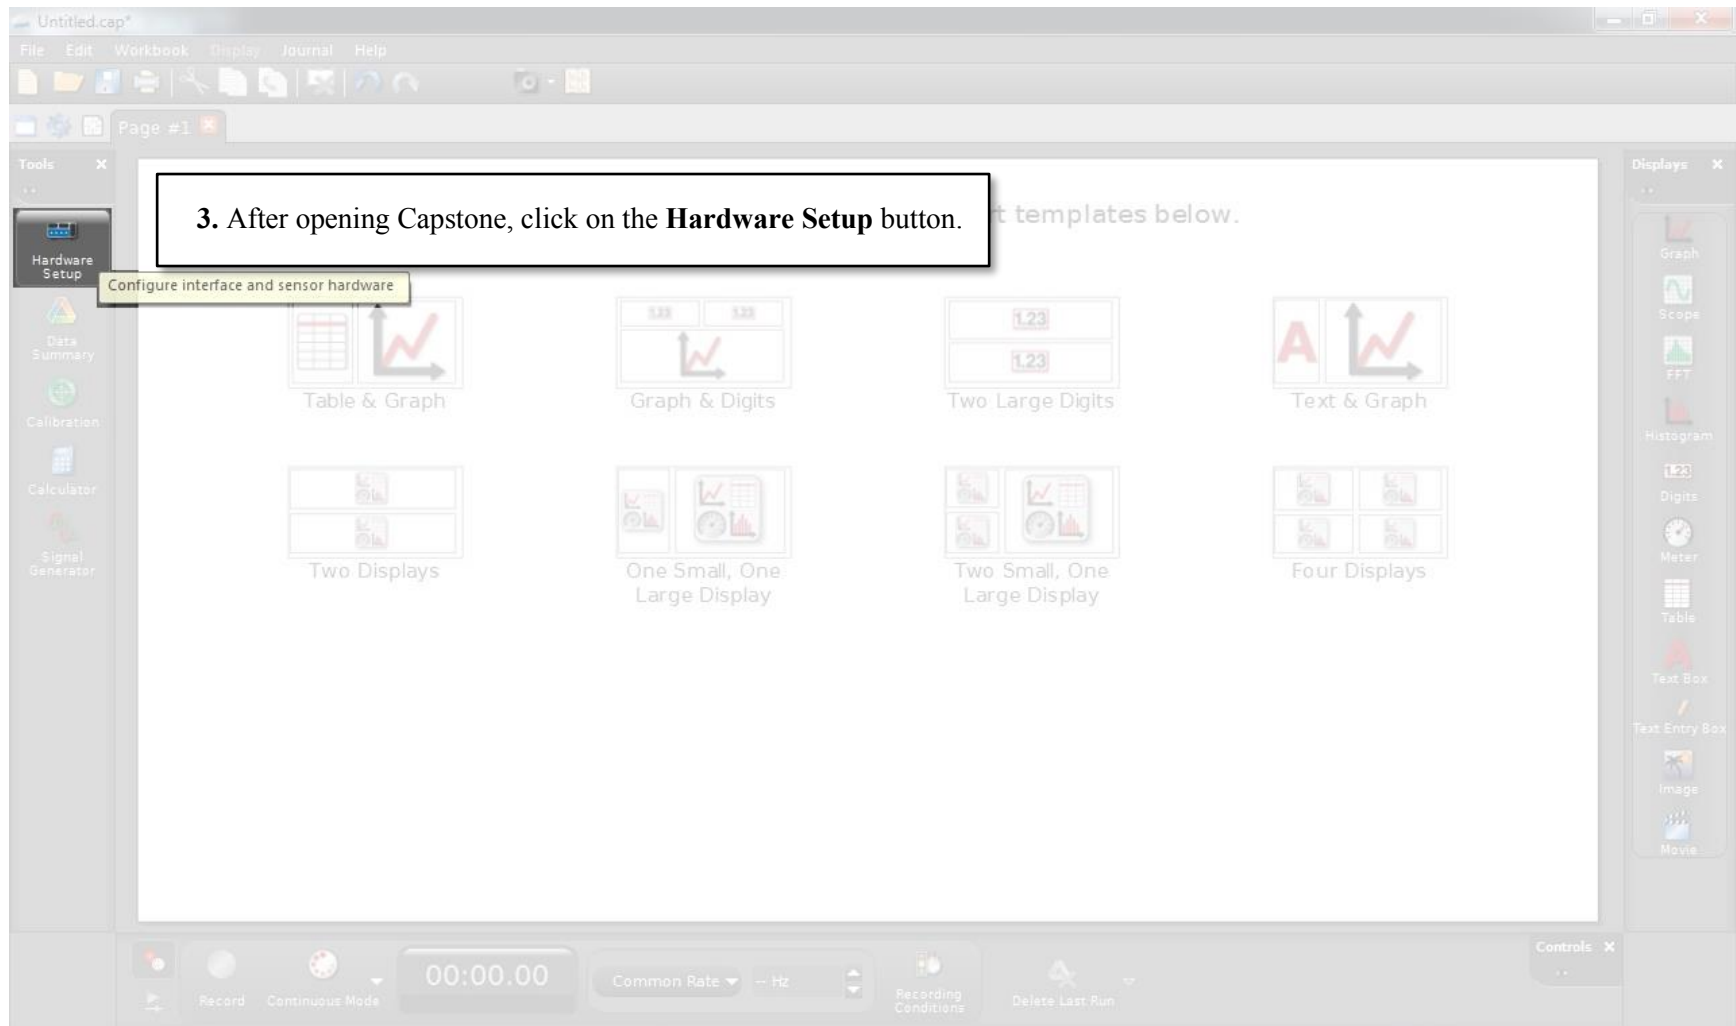 Untitled.cap*
File Edit Workbook Display Journal Help
Page #1
Tools
Displays
3. After opening Capstone, click on the Hardware Setup button.
t templates below.
Hardware
Setup
Configure interface and sensor hardware
Data
Summary
Calibration
Calculator
Signal
Generator
1.23 1.23
1.23
1.23
A
Table & Graph
Graph & Digits
Two Large Digits
Text & Graph
Two Displays
One Small, One
Large Display
Two Small, One
Large Display
Four Displays
Graph
Scope
FFT
Histogram
1.23
Digits
Meter
Table
A
Text Box
Text Entry Box
Image
Movie
Controls
Record
Continuous Mode
00:00.00
Common Rate
-- Hz
Recording
Conditions
Delete Last Run